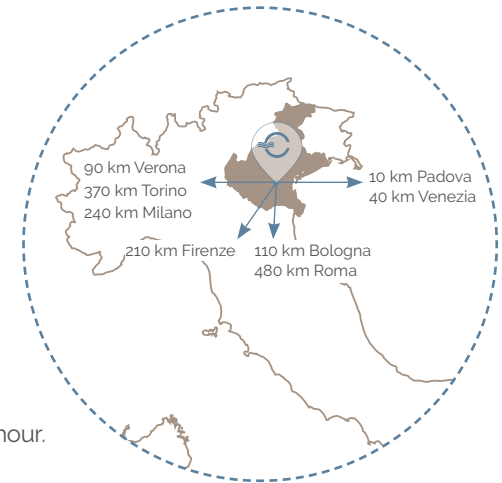 90 km Verona
370 km Torino
240 km Milano
10 km Padova
40 km Venezia
210 km Firenze
110 km Bologna
480 km Roma
hour.